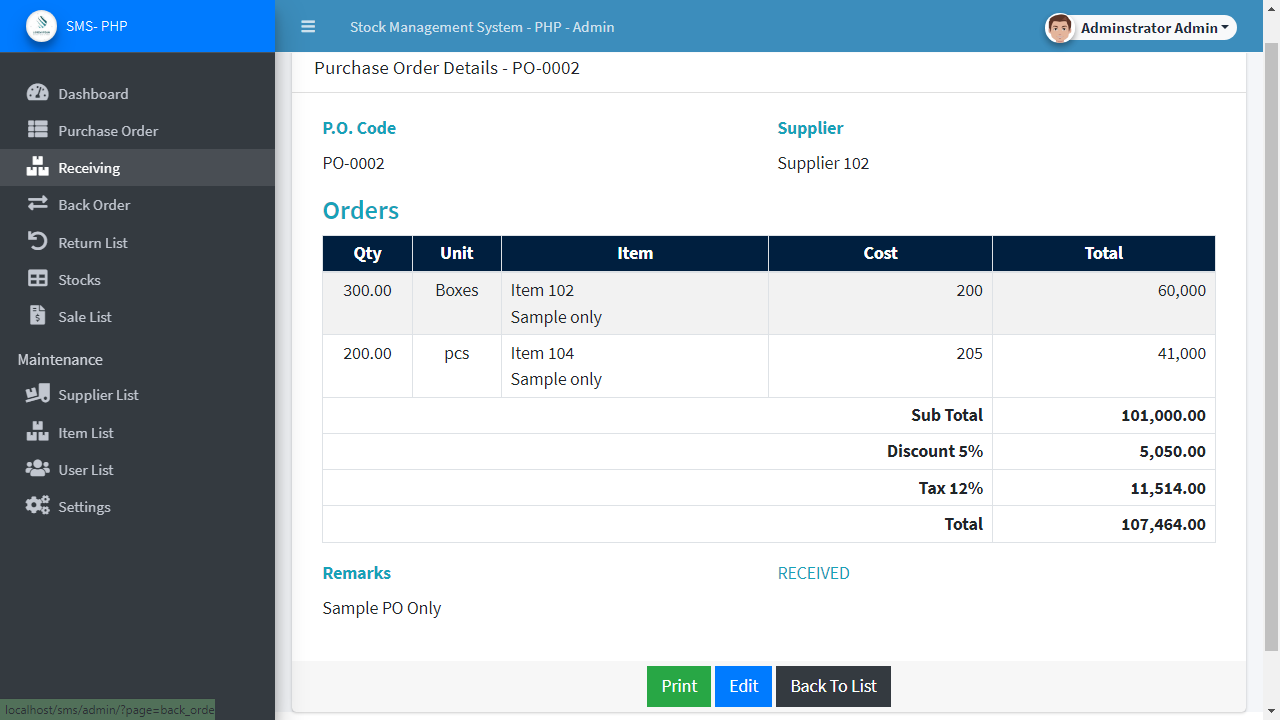 SMS- PHP
Stock Management System - PHP - Admin
Adminstrator Admin
Dashboard
Purchase Order
Receiving
Back Order
Return List
Stocks
Sale List
Maintenance
Supplier List
Item List
User List
Settings
Purchase Order Details - PO-0002
P.O. Code Supplier
PO-0002 Supplier 102
Orders
Qty Unit Item Cost Total
300.00 Boxes Item 102 200 60,000
Sample only
200.00 pcs Item 104 205 41,000
Sample only
Sub Total 101,000.00
Discount 5% 5,050.00
Tax 12% 11,514.00
Total 107,464.00
Remarks RECEIVED
Sample PO Only
Print Edit Back To List
localhost/sms/admin/?page=back_orde